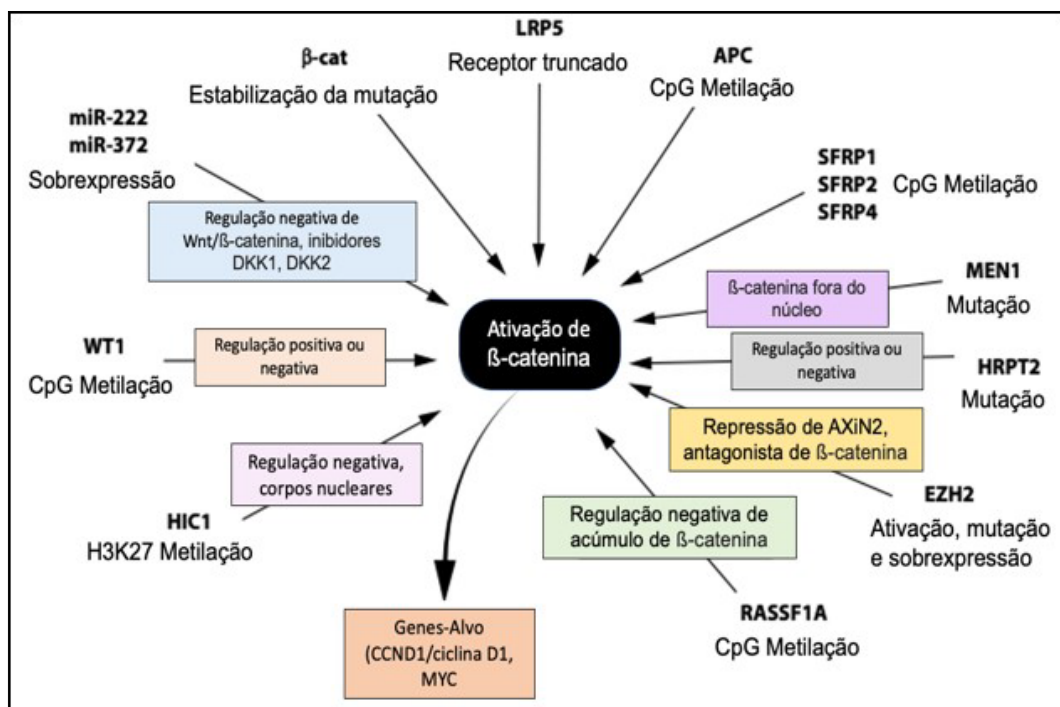 LRP5
Receptor truncado
β-cat
Estabilização da mutação
APC
CpG Metilação
miR-222
miR-372
Sobrexpressão
SFRP1
SFRP2
SFRP4
CpG Metilação
Regulação negativa de
Wnt/ß-catenina, inibidores
DKK1, DKK2
MEN1
Mutação
ß-catenina fora do
núcleo
Ativação de
ß-catenina
WT1
CpG Metilação
Regulação positiva ou
negativa
Regulação positiva ou
negativa
HRPT2
Mutação
Repressão de AXiN2,
antagonista de ß-catenina
EZH2
Ativação, mutação
e sobrexpressão
Regulação negativa,
corpos nucleares
HIC1
H3K27 Metilação
Regulação negativa de
acúmulo de ß-catenina
RASSF1A
CpG Metilação
Genes-Alvo
(CCND1/ciclina D1,
MYC